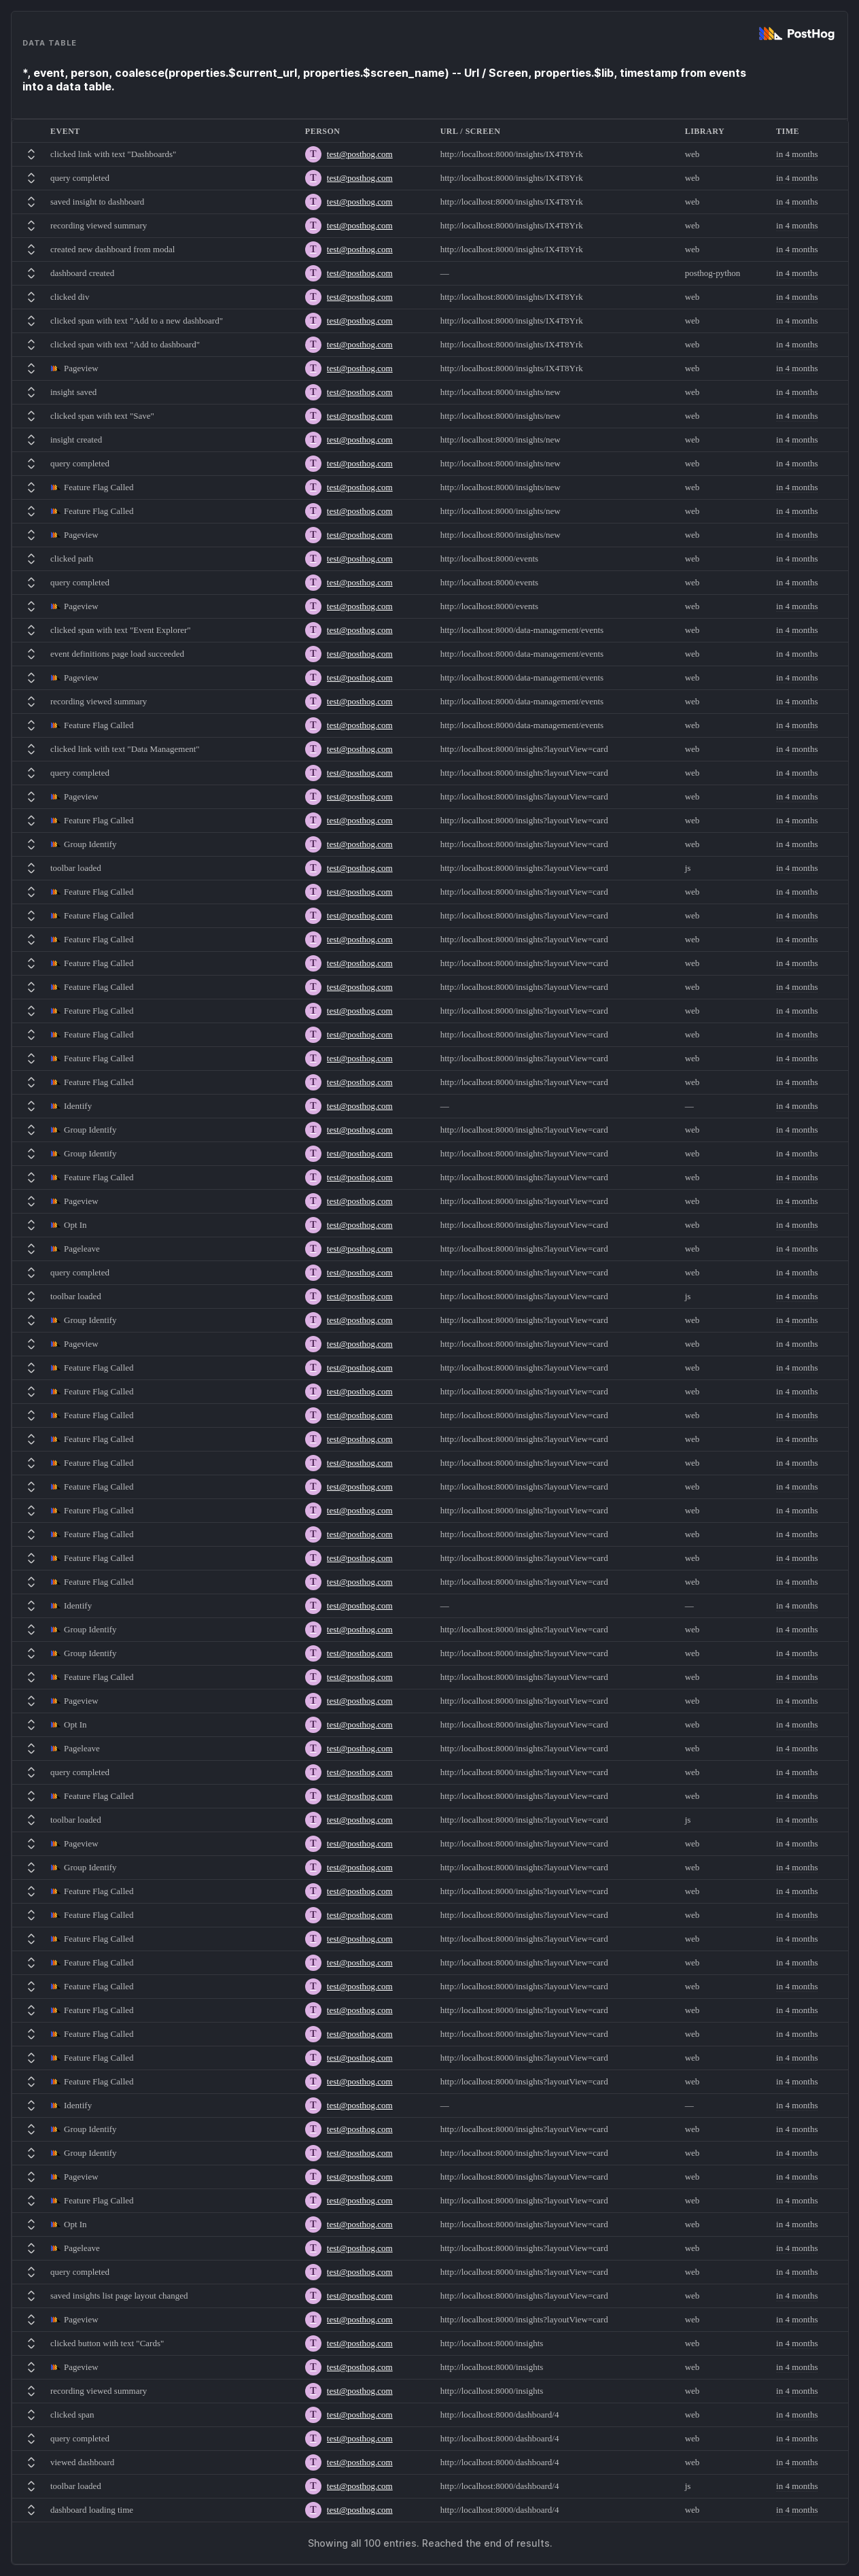 DATA TABLE
PostHog
*, event, person, coalesce(properties.$current_url, properties.$screen_name) -- Url / Screen, properties.$lib, timestamp from events
into a data table.
EVENT PERSON URL / SCREEN LIBRARY TIME
clicked link with text "Dashboards" T test@posthog.com http://localhost:8000/insights/IX4T8Yrk web in 4 months
query completed T test@posthog.com http://localhost:8000/insights/IX4T8Yrk web in 4 months
saved insight to dashboard T test@posthog.com http://localhost:8000/insights/IX4T8Yrk web in 4 months
recording viewed summary T test@posthog.com http://localhost:8000/insights/IX4T8Yrk web in 4 months
created new dashboard from modal T test@posthog.com http://localhost:8000/insights/IX4T8Yrk web in 4 months
dashboard created T test@posthog.com — posthog-python in 4 months
clicked div T test@posthog.com http://localhost:8000/insights/IX4T8Yrk web in 4 months
clicked span with text "Add to a new dashboard" T test@posthog.com http://localhost:8000/insights/IX4T8Yrk web in 4 months
clicked span with text "Add to dashboard" T test@posthog.com http://localhost:8000/insights/IX4T8Yrk web in 4 months
Pageview T test@posthog.com http://localhost:8000/insights/IX4T8Yrk web in 4 months
insight saved T test@posthog.com http://localhost:8000/insights/new web in 4 months
clicked span with text "Save" T test@posthog.com http://localhost:8000/insights/new web in 4 months
insight created T test@posthog.com http://localhost:8000/insights/new web in 4 months
query completed T test@posthog.com http://localhost:8000/insights/new web in 4 months
Feature Flag Called T test@posthog.com http://localhost:8000/insights/new web in 4 months
Feature Flag Called T test@posthog.com http://localhost:8000/insights/new web in 4 months
Pageview T test@posthog.com http://localhost:8000/insights/new web in 4 months
clicked path T test@posthog.com http://localhost:8000/events web in 4 months
query completed T test@posthog.com http://localhost:8000/events web in 4 months
Pageview T test@posthog.com http://localhost:8000/events web in 4 months
clicked span with text "Event Explorer" T test@posthog.com http://localhost:8000/data-management/events web in 4 months
event definitions page load succeeded T test@posthog.com http://localhost:8000/data-management/events web in 4 months
Pageview T test@posthog.com http://localhost:8000/data-management/events web in 4 months
recording viewed summary T test@posthog.com http://localhost:8000/data-management/events web in 4 months
Feature Flag Called T test@posthog.com http://localhost:8000/data-management/events web in 4 months
clicked link with text "Data Management" T test@posthog.com http://localhost:8000/insights?layoutView=card web in 4 months
query completed T test@posthog.com http://localhost:8000/insights?layoutView=card web in 4 months
Pageview T test@posthog.com http://localhost:8000/insights?layoutView=card web in 4 months
Feature Flag Called T test@posthog.com http://localhost:8000/insights?layoutView=card web in 4 months
Group Identify T test@posthog.com http://localhost:8000/insights?layoutView=card web in 4 months
toolbar loaded T test@posthog.com http://localhost:8000/insights?layoutView=card js in 4 months
Feature Flag Called T test@posthog.com http://localhost:8000/insights?layoutView=card web in 4 months
Feature Flag Called T test@posthog.com http://localhost:8000/insights?layoutView=card web in 4 months
Feature Flag Called T test@posthog.com http://localhost:8000/insights?layoutView=card web in 4 months
Feature Flag Called T test@posthog.com http://localhost:8000/insights?layoutView=card web in 4 months
Feature Flag Called T test@posthog.com http://localhost:8000/insights?layoutView=card web in 4 months
Feature Flag Called T test@posthog.com http://localhost:8000/insights?layoutView=card web in 4 months
Feature Flag Called T test@posthog.com http://localhost:8000/insights?layoutView=card web in 4 months
Feature Flag Called T test@posthog.com http://localhost:8000/insights?layoutView=card web in 4 months
Feature Flag Called T test@posthog.com http://localhost:8000/insights?layoutView=card web in 4 months
Identify T test@posthog.com — — in 4 months
Group Identify T test@posthog.com http://localhost:8000/insights?layoutView=card web in 4 months
Group Identify T test@posthog.com http://localhost:8000/insights?layoutView=card web in 4 months
Feature Flag Called T test@posthog.com http://localhost:8000/insights?layoutView=card web in 4 months
Pageview T test@posthog.com http://localhost:8000/insights?layoutView=card web in 4 months
Opt In T test@posthog.com http://localhost:8000/insights?layoutView=card web in 4 months
Pageleave T test@posthog.com http://localhost:8000/insights?layoutView=card web in 4 months
query completed T test@posthog.com http://localhost:8000/insights?layoutView=card web in 4 months
toolbar loaded T test@posthog.com http://localhost:8000/insights?layoutView=card js in 4 months
Group Identify T test@posthog.com http://localhost:8000/insights?layoutView=card web in 4 months
Pageview T test@posthog.com http://localhost:8000/insights?layoutView=card web in 4 months
Feature Flag Called T test@posthog.com http://localhost:8000/insights?layoutView=card web in 4 months
Feature Flag Called T test@posthog.com http://localhost:8000/insights?layoutView=card web in 4 months
Feature Flag Called T test@posthog.com http://localhost:8000/insights?layoutView=card web in 4 months
Feature Flag Called T test@posthog.com http://localhost:8000/insights?layoutView=card web in 4 months
Feature Flag Called T test@posthog.com http://localhost:8000/insights?layoutView=card web in 4 months
Feature Flag Called T test@posthog.com http://localhost:8000/insights?layoutView=card web in 4 months
Feature Flag Called T test@posthog.com http://localhost:8000/insights?layoutView=card web in 4 months
Feature Flag Called T test@posthog.com http://localhost:8000/insights?layoutView=card web in 4 months
Feature Flag Called T test@posthog.com http://localhost:8000/insights?layoutView=card web in 4 months
Feature Flag Called T test@posthog.com http://localhost:8000/insights?layoutView=card web in 4 months
Identify T test@posthog.com — — in 4 months
Group Identify T test@posthog.com http://localhost:8000/insights?layoutView=card web in 4 months
Group Identify T test@posthog.com http://localhost:8000/insights?layoutView=card web in 4 months
Feature Flag Called T test@posthog.com http://localhost:8000/insights?layoutView=card web in 4 months
Pageview T test@posthog.com http://localhost:8000/insights?layoutView=card web in 4 months
Opt In T test@posthog.com http://localhost:8000/insights?layoutView=card web in 4 months
Pageleave T test@posthog.com http://localhost:8000/insights?layoutView=card web in 4 months
query completed T test@posthog.com http://localhost:8000/insights?layoutView=card web in 4 months
Feature Flag Called T test@posthog.com http://localhost:8000/insights?layoutView=card web in 4 months
toolbar loaded T test@posthog.com http://localhost:8000/insights?layoutView=card js in 4 months
Pageview T test@posthog.com http://localhost:8000/insights?layoutView=card web in 4 months
Group Identify T test@posthog.com http://localhost:8000/insights?layoutView=card web in 4 months
Feature Flag Called T test@posthog.com http://localhost:8000/insights?layoutView=card web in 4 months
Feature Flag Called T test@posthog.com http://localhost:8000/insights?layoutView=card web in 4 months
Feature Flag Called T test@posthog.com http://localhost:8000/insights?layoutView=card web in 4 months
Feature Flag Called T test@posthog.com http://localhost:8000/insights?layoutView=card web in 4 months
Feature Flag Called T test@posthog.com http://localhost:8000/insights?layoutView=card web in 4 months
Feature Flag Called T test@posthog.com http://localhost:8000/insights?layoutView=card web in 4 months
Feature Flag Called T test@posthog.com http://localhost:8000/insights?layoutView=card web in 4 months
Feature Flag Called T test@posthog.com http://localhost:8000/insights?layoutView=card web in 4 months
Feature Flag Called T test@posthog.com http://localhost:8000/insights?layoutView=card web in 4 months
Identify T test@posthog.com — — in 4 months
Group Identify T test@posthog.com http://localhost:8000/insights?layoutView=card web in 4 months
Group Identify T test@posthog.com http://localhost:8000/insights?layoutView=card web in 4 months
Pageview T test@posthog.com http://localhost:8000/insights?layoutView=card web in 4 months
Feature Flag Called T test@posthog.com http://localhost:8000/insights?layoutView=card web in 4 months
Opt In T test@posthog.com http://localhost:8000/insights?layoutView=card web in 4 months
Pageleave T test@posthog.com http://localhost:8000/insights?layoutView=card web in 4 months
query completed T test@posthog.com http://localhost:8000/insights?layoutView=card web in 4 months
saved insights list page layout changed T test@posthog.com http://localhost:8000/insights?layoutView=card web in 4 months
Pageview T test@posthog.com http://localhost:8000/insights?layoutView=card web in 4 months
clicked button with text "Cards" T test@posthog.com http://localhost:8000/insights web in 4 months
Pageview T test@posthog.com http://localhost:8000/insights web in 4 months
recording viewed summary T test@posthog.com http://localhost:8000/insights web in 4 months
clicked span T test@posthog.com http://localhost:8000/dashboard/4 web in 4 months
query completed T test@posthog.com http://localhost:8000/dashboard/4 web in 4 months
viewed dashboard T test@posthog.com http://localhost:8000/dashboard/4 web in 4 months
toolbar loaded T test@posthog.com http://localhost:8000/dashboard/4 js in 4 months
dashboard loading time T test@posthog.com http://localhost:8000/dashboard/4 web in 4 months
Showing all 100 entries. Reached the end of results.